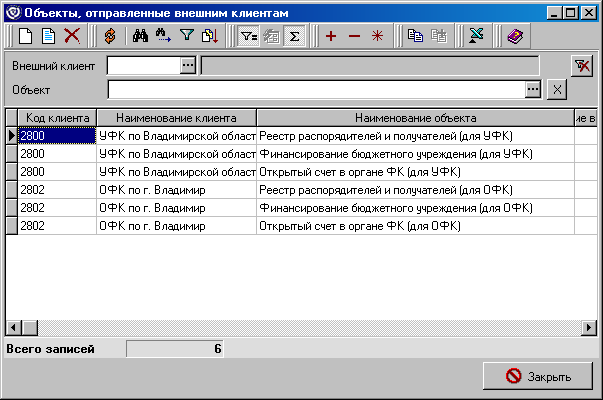 Объекты, отправленные внешним клиентам
Внешний клиент
Объект
Код клиента Наименование клиента Наименование объекта ие в
2800 УФК по Владимирской област Реестр распорядителей и получателей (для УФК)
2800 УФК по Владимирской област Финансирование бюджетного учреждения (для УФК)
2800 УФК по Владимирской област Открытый счет в органе ФК (для УФК)
2802 ОФК по г. Владимир Реестр распорядителей и получателей (для ОФК)
2802 ОФК по г. Владимир Финансирование бюджетного учреждения (для ОФК)
2802 ОФК по г. Владимир Открытый счет в органе ФК (для ОФК)
Всего записей 6
Закрыть